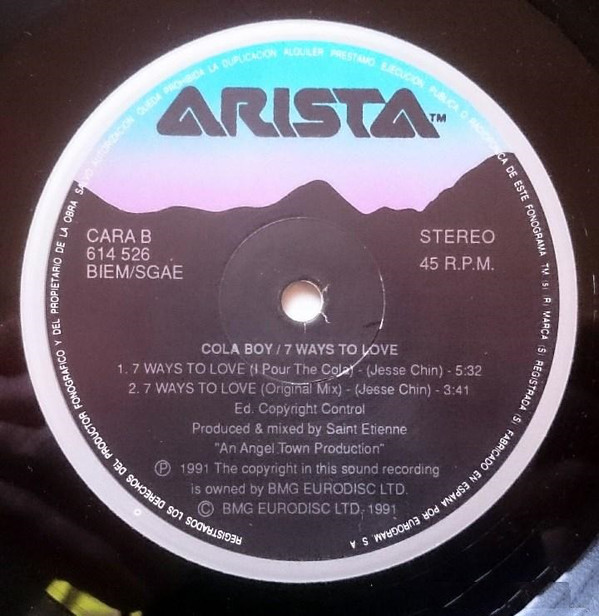 SALVO AUTORIZACION QUEDA PROHIBIDA LA DUPLICACION ALQUILER PRESTAMO EJECUCION PUBLICA O RADIOFONICA DE ESTE FONOGRAMA TM (S) (R) MARCA (S) REGISTRADA (S) FABRICADO EN ESPAÑA POR EUROGRAM, S. A.
ARISTA™
CARA B
614 526
BIEM/SGAE
STEREO
45 R.P.M.
COLA BOY / 7 WAYS TO LOVE
1. 7 WAYS TO LOVE (I Pour The Cola) - (Jesse Chin) - 5:32
2. 7 WAYS TO LOVE (Original Mix) - (Jesse Chin) - 3:41
Ed. Copyright Control
Produced & mixed by Saint Etienne
"An Angel Town Production"
Ⓟ 1991 The copyright in this sound recording
is owned by BMG EURODISC LTD.
© BMG EURODISC LTD, 1991
REGISTRADOS LOS DERECHOS DEL PRODUCTOR FONOGRAFICO Y DEL PROPIETARIO DE LA OBRA